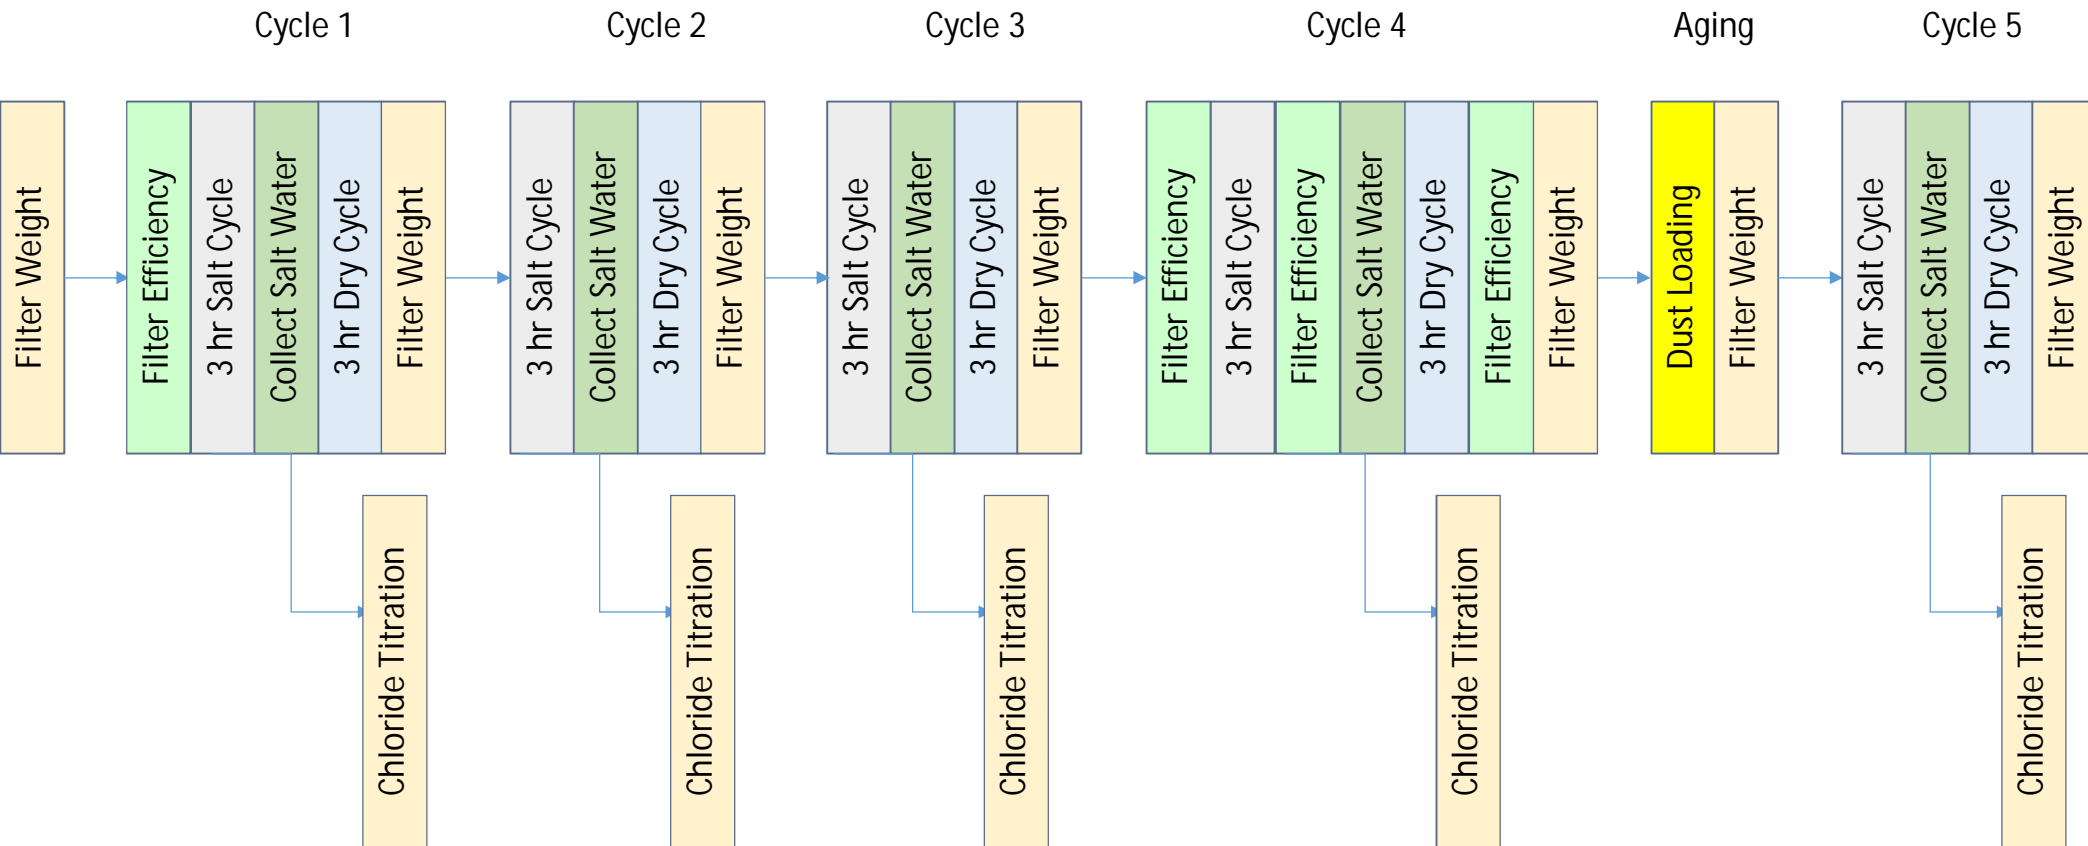 Cycle 1
Cycle 2
Cycle 3
Cycle 4
Aging
Cycle 5
Filter Weight
Filter Efficiency
3 hr Salt Cycle
Collect Salt Water
3 hr Dry Cycle
Filter Weight
3 hr Salt Cycle
Collect Salt Water
3 hr Dry Cycle
Filter Weight
3 hr Salt Cycle
Collect Salt Water
3 hr Dry Cycle
Filter Weight
Filter Efficiency
3 hr Salt Cycle
Filter Efficiency
Collect Salt Water
3 hr Dry Cycle
Filter Efficiency
Filter Weight
Dust Loading
Filter Weight
3 hr Salt Cycle
Collect Salt Water
3 hr Dry Cycle
Filter Weight
Chloride Titration
Chloride Titration
Chloride Titration
Chloride Titration
Chloride Titration